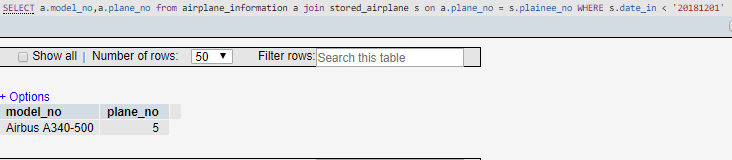 SELECT a.model_no,a.plane_no from airplane_information a join stored_airplane s on a.plane_no = s.plainee_no WHERE s.date_in < '20181201'
Show all | Number of rows: 50 Filter rows: Search this table
+ Options
model_no plane_no
Airbus A340-500 5